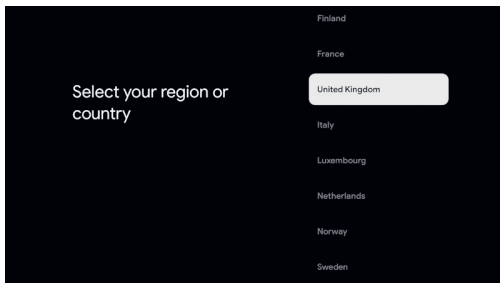 Select your region or
country
Finland
France
United Kingdom
Italy
Luxembourg
Netherlands
Norway
Sweden